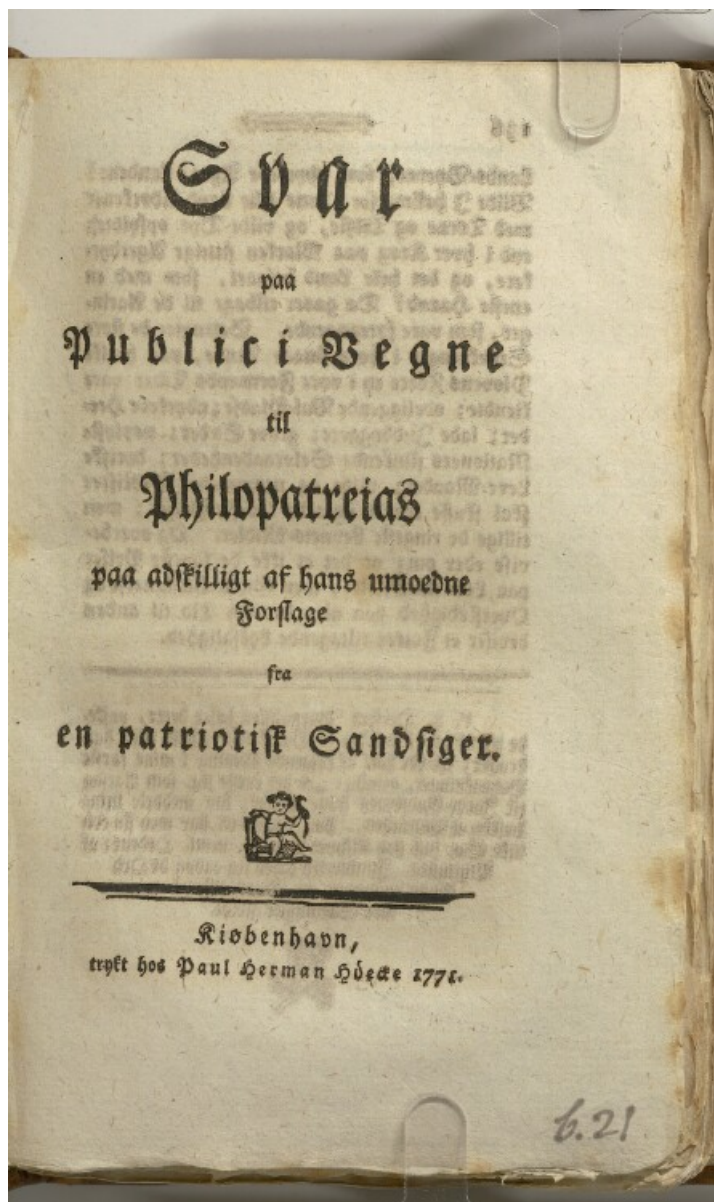 Svar
paa
Publici Vegne
til
Philopatreias
paa adskilligt af hans umoedne
Forslage
fra
en patriotisk Sandsiger.
Kiøbenhavn,
trykt hos Paul Herman Höecke 1771.
6.21